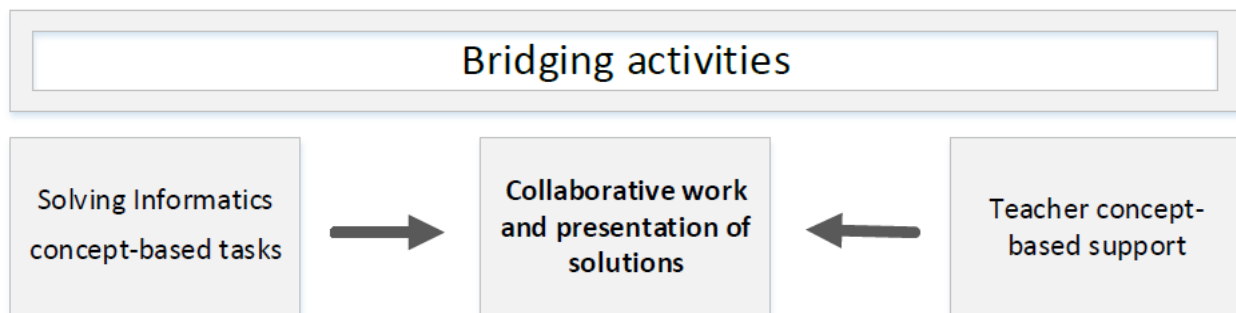 Bridging activities
Solving Informatics
concept-based tasks
Collaborative work
and presentation of
solutions
Teacher concept-
based support